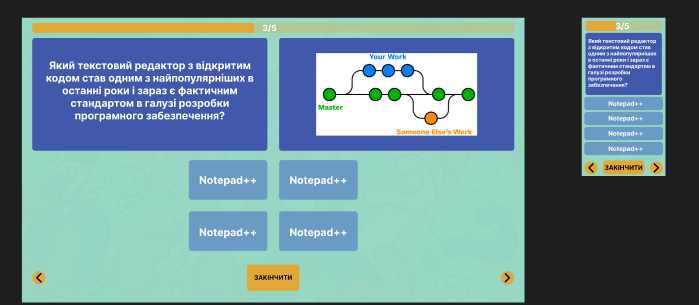 3/5
Який текстовий редактор з відкритим
кодом став одним з найпопулярніших в
останні роки і зараз є фактичним
стандартом в галузі розробки
програмного забезпечення?
Your Work
Master
Someone Else's Work
Notepad++
Notepad++
Notepad++
Notepad++
ЗАКІНЧИТИ
3/5
Який текстовий редактор
з відкритим кодом став
одним з найпопулярніших
в останні роки і зараз є
фактичним стандартом в
галузі розробки
програмного
забезпечення?
Notepad++
Notepad++
Notepad++
Notepad++
ЗАКІНЧИТИ